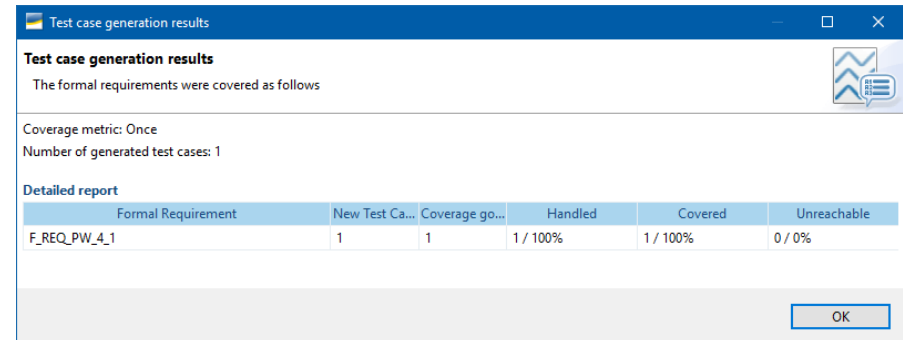 Test case generation results
Test case generation results
The formal requirements were covered as follows
Coverage metric: Once
Number of generated test cases: 1
Detailed report
Formal Requirement New Test Ca... Coverage go... Handled Covered Unreachable
F_REQ_PW_4_1 1 1 1 / 100% 1 / 100% 0 / 0%
OK